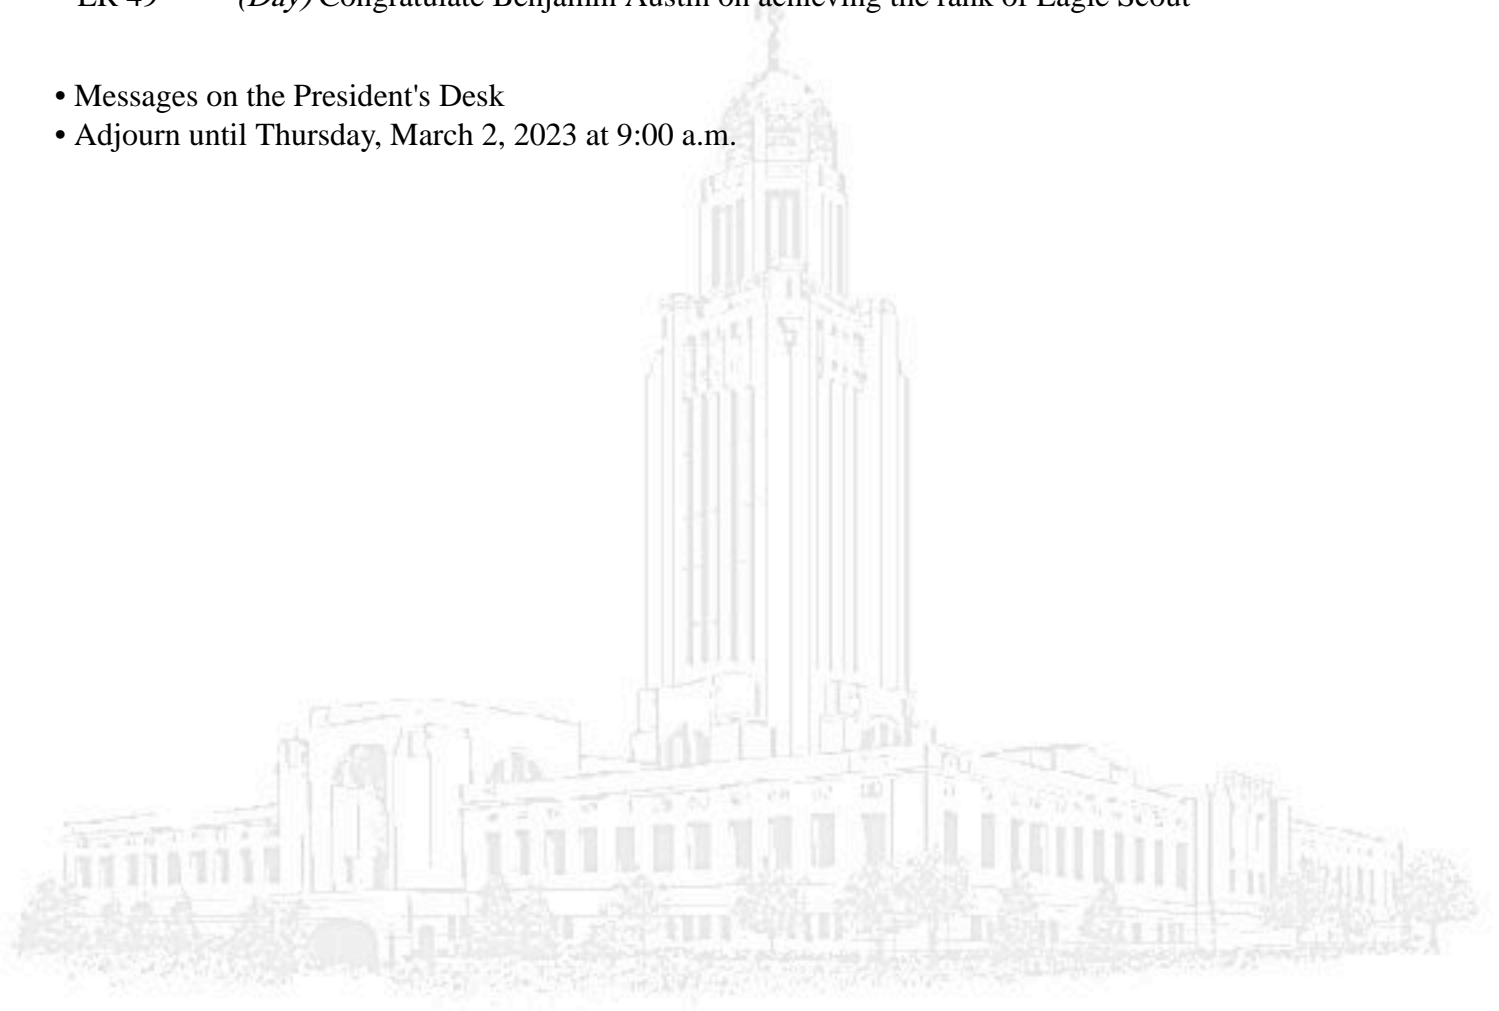 LR 49 (Day) Congratulate Benjamin Austin on achieving the rank of Eagle Scout
• Messages on the President's Desk
• Adjourn until Thursday, March 2, 2023 at 9:00 a.m.